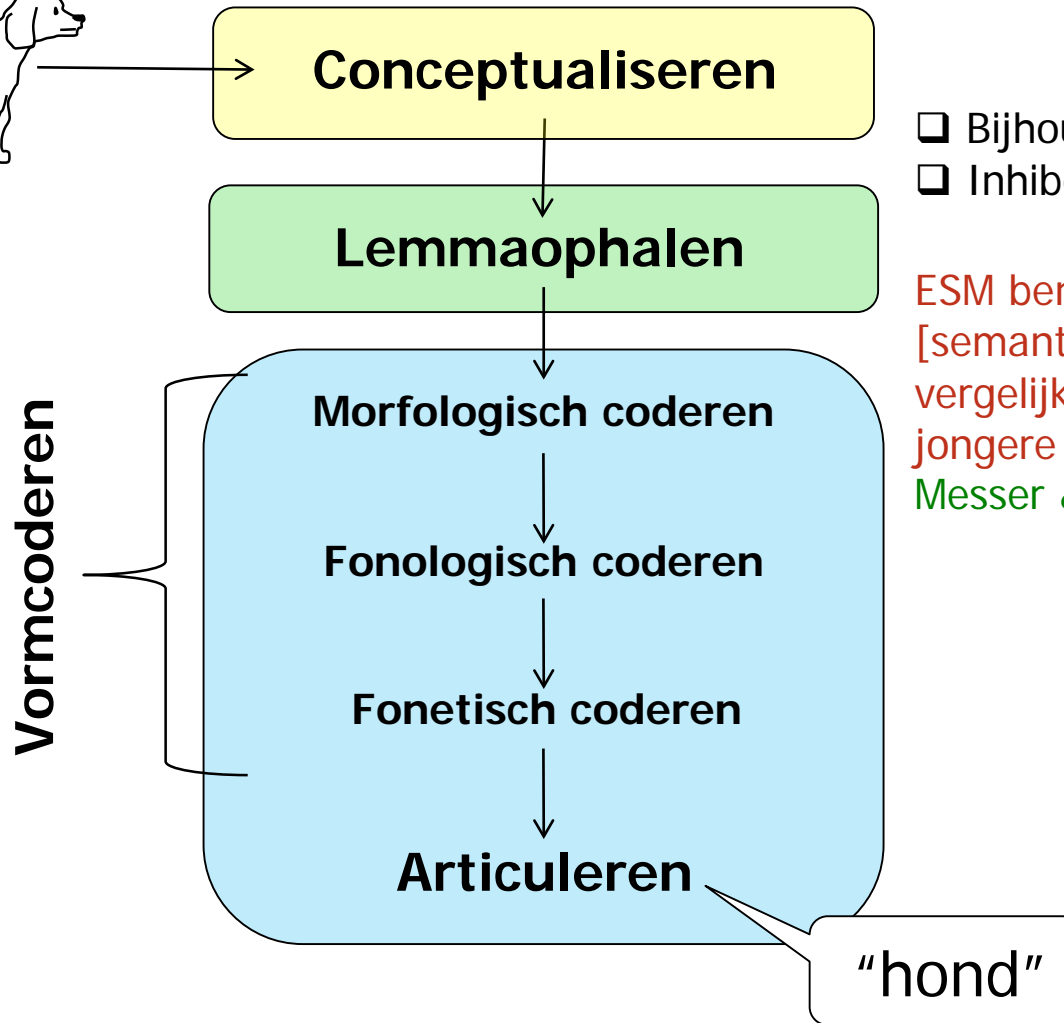 Conceptualiseren
Lemmaophalen
Vormcoderen
Morfologisch coderen
Fonologisch coderen
Fonetisch coderen
Articuleren
"hond"
❑ Bijhou
❑ Inhib
ESM ber
[semant
vergelijk
jongere
Messer